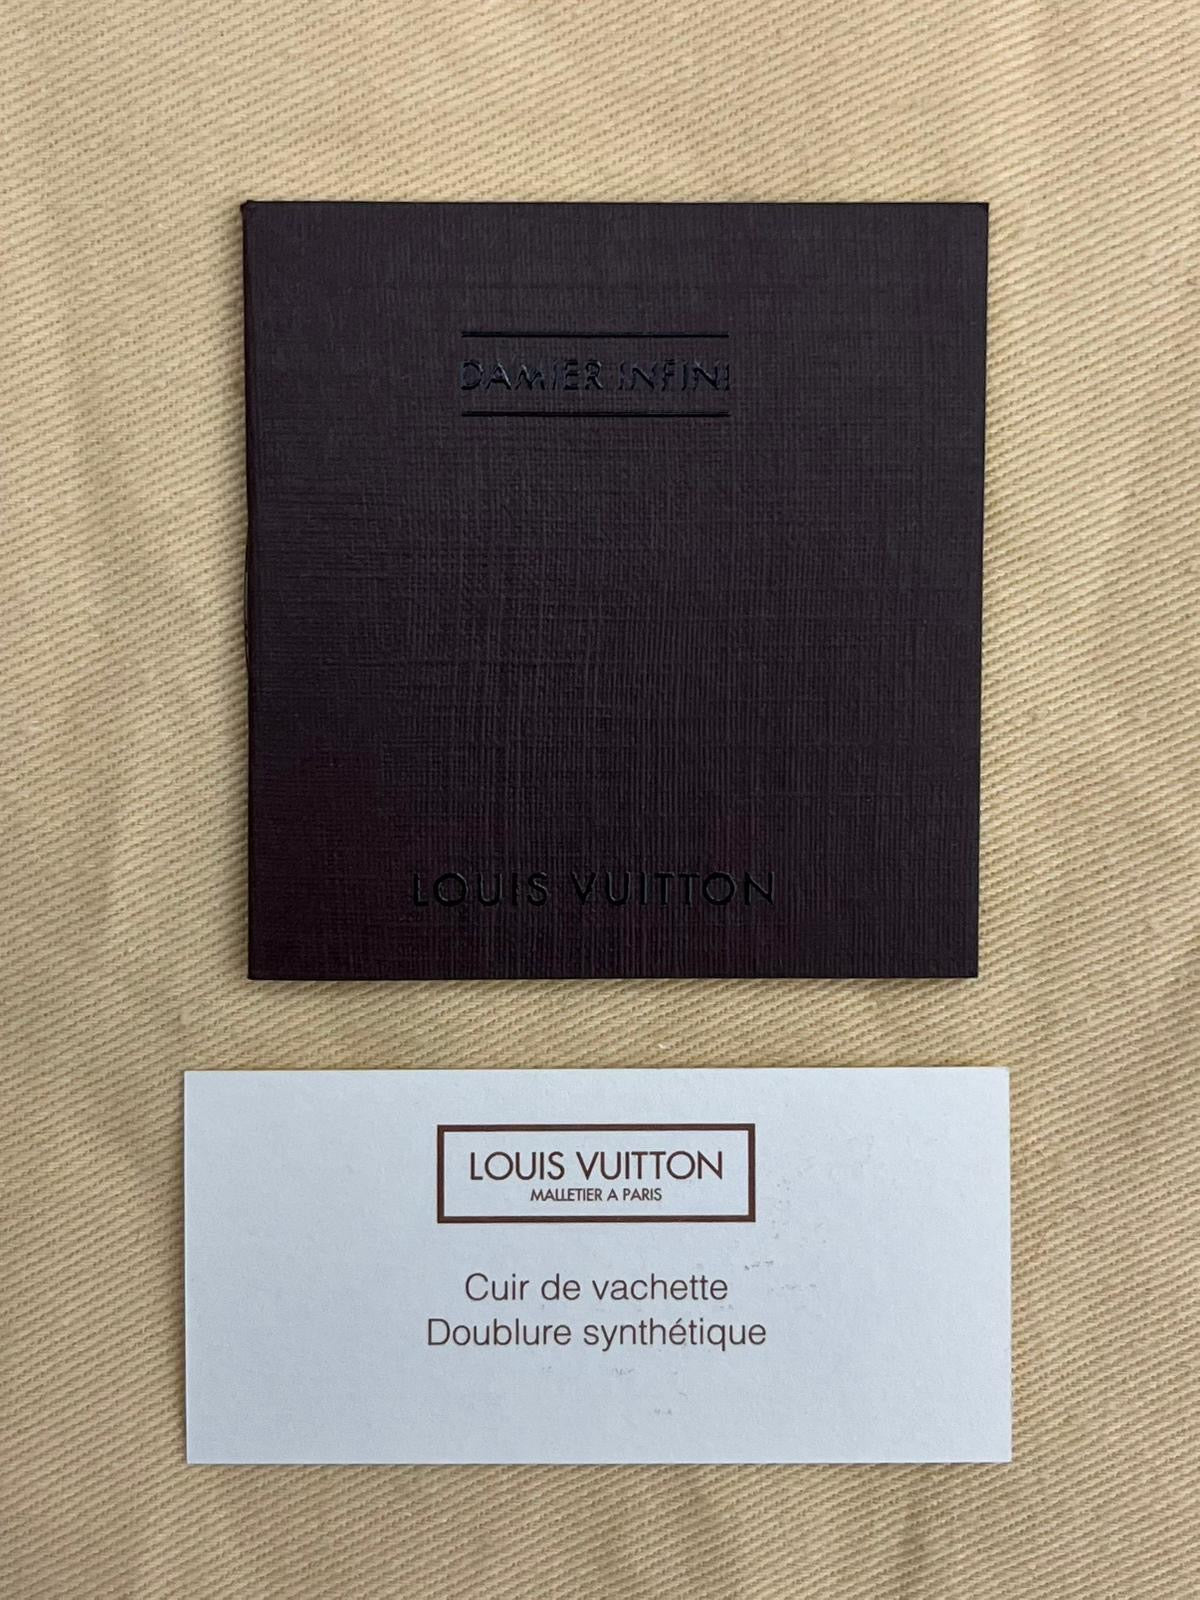 DAMIER INFINI
LOUIS VUITTON
LOUIS VUITTON
MALLETIER A PARIS
Cuir de vachette
Doublure synthétique